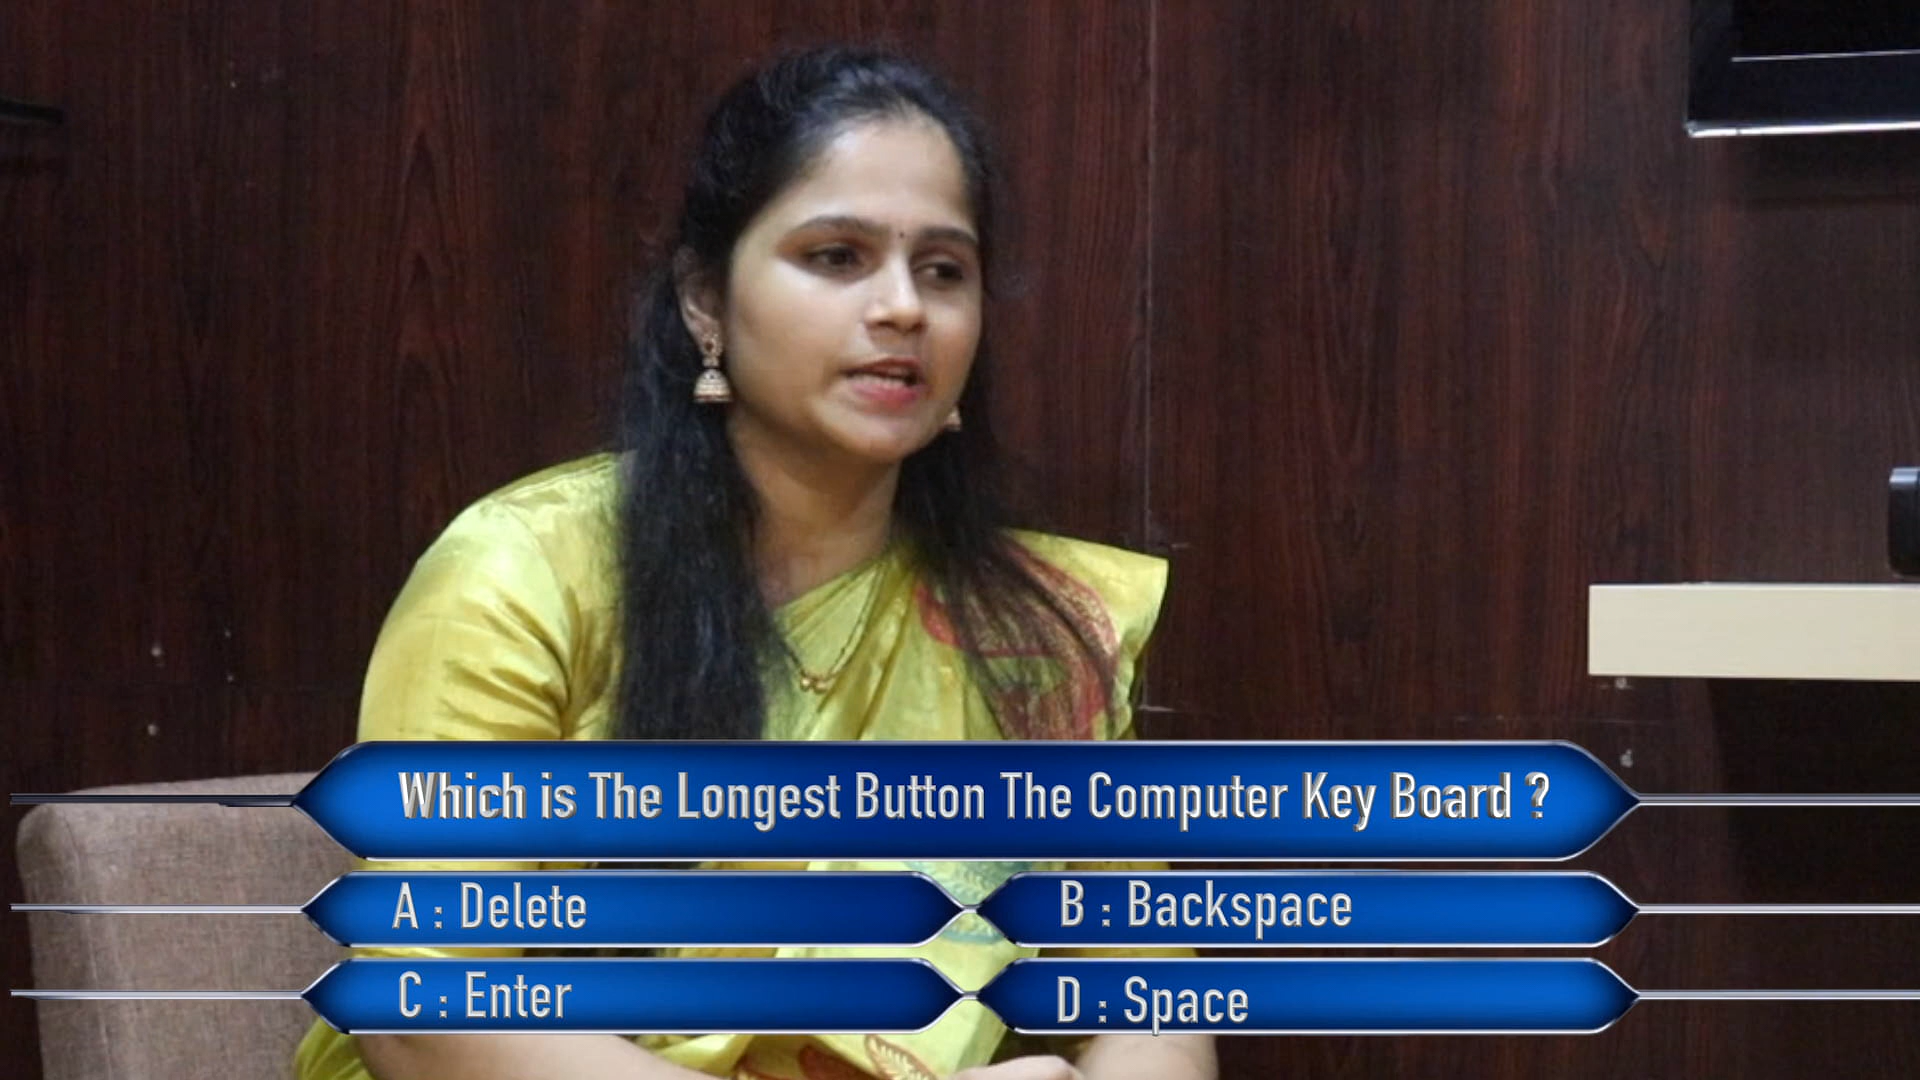 Which is The Longest Button The Computer Key Board ?
A : Delete
B : Backspace
C : Enter
D : Space